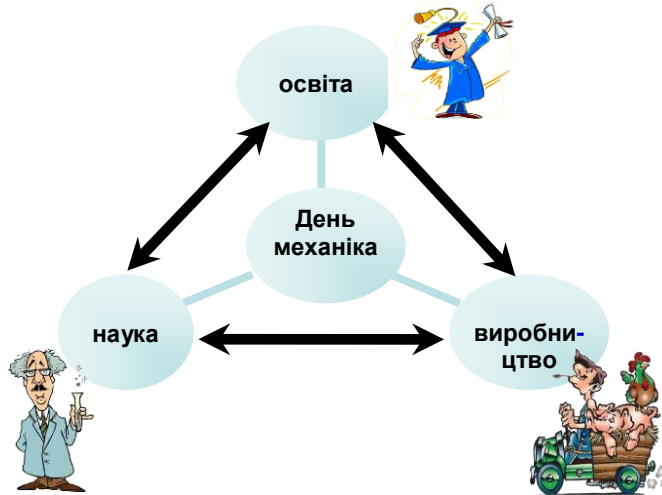 освіта
День
механіка
наука
виробни-
цтво